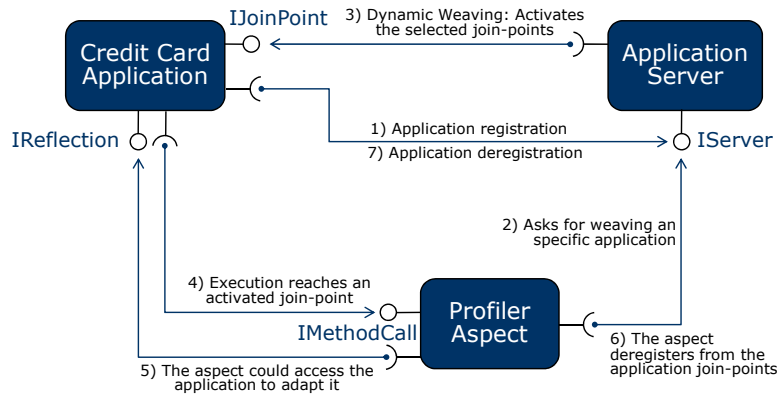 IJoinPoint
3) Dynamic Weaving: Activates
the selected join-points
Credit Card
Application
Application
Server
1) Application registration
7) Application deregistration
IReflection
IServer
2) Asks for weaving an
specific application
4) Execution reaches an
activated join-point
Profiler
Aspect
IMethodCall
5) The aspect could access the
application to adapt it
6) The aspect
deregisters from the
application join-points